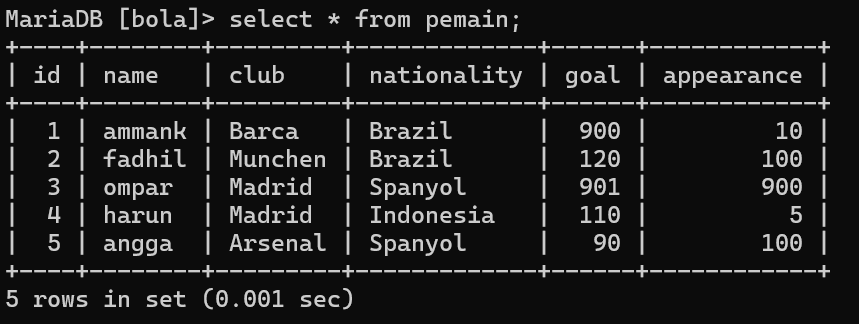 MariaDB [bola]> select * from pemain;
+----+--------+---------+-------------+------+------------+
| id | name   | club    | nationality | goal | appearance |
+----+--------+---------+-------------+------+------------+
|  1 | ammank | Barca   | Brazil      |  900 |         10 |
|  2 | fadhil | Munchen | Brazil      |  120 |        100 |
|  3 | ompar  | Madrid  | Spanyol     |  901 |        900 |
|  4 | harun  | Madrid  | Indonesia   |  110 |          5 |
|  5 | angga  | Arsenal | Spanyol     |   90 |        100 |
+----+--------+---------+-------------+------+------------+
5 rows in set (0.001 sec)